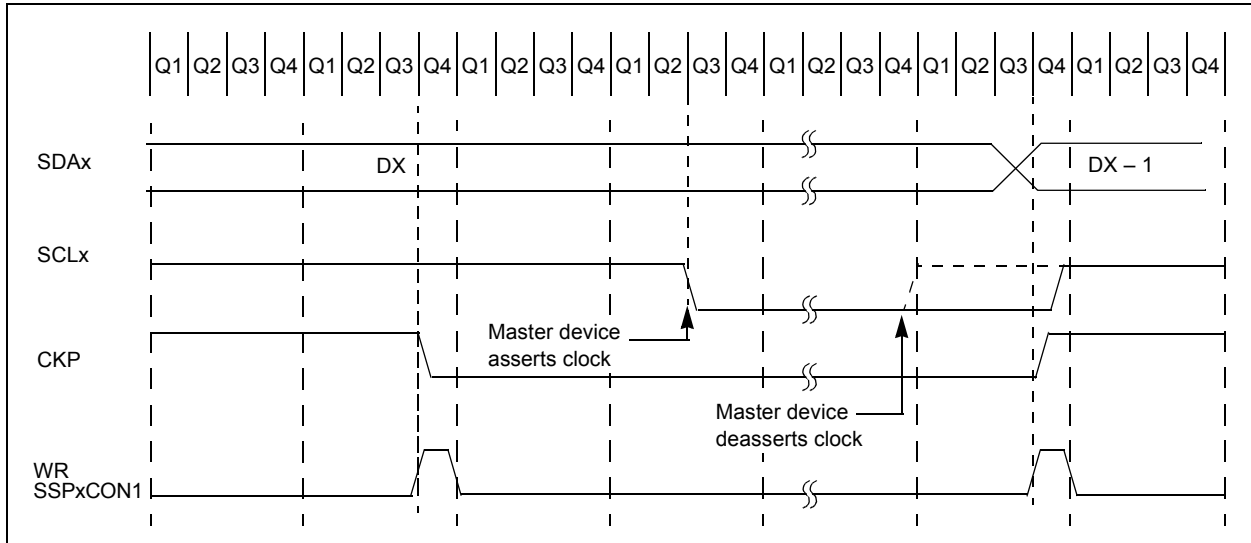 Q1 Q2 Q3 Q4 Q1 Q2 Q3 Q4 Q1 Q2 Q3 Q4 Q1 Q2 Q3 Q4 Q1 Q2 Q3 Q4 Q1 Q2 Q3 Q4 Q1 Q2 Q3 Q4
SDAx
DX
DX – 1
SCLx
Master device
asserts clock
CKP
Master device
deasserts clock
WR
SSPxCON1